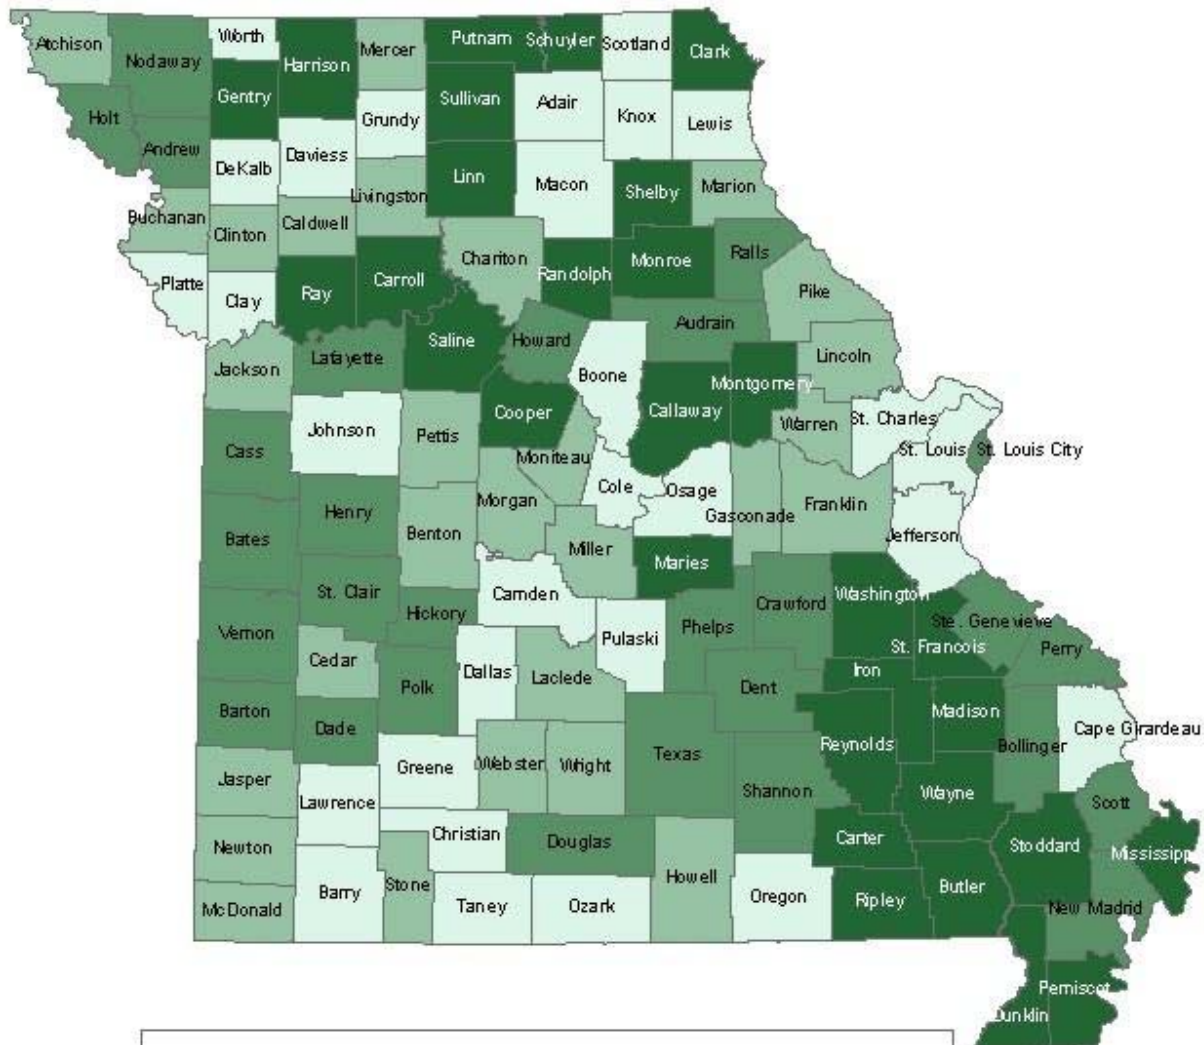 Worth
Putnam
Schuyler
Scotland
Clark
Atchison
Nodaway
Harrison
Mercer
Gentry
Sullivan
Adair
Knox
Lewis
Holt
Andrew
Grundy
DeKalb
Daviess
Linn
Macon
Shelby
Marion
Livingston
Buchanan
Clinton
Caldwell
Chariton
Randolph
Monroe
Ralls
Platte
Clay
Ray
Carroll
Pike
Audrain
Saline
Howard
Lafayette
Jackson
Lincoln
Boone
Montgomery
Callaway
Cooper
Warren
St. Charles
Johnson
Pettis
Cass
Moniteau
St. Louis
St. Louis City
Cole
Osage
Morgan
Henry
Franklin
Gasconade
Benton
Bates
Miller
Jefferson
Maries
St. Clair
Camden
Washington
Crawford
Hickory
Ste. Genevieve
Vernon
Phelps
Pulaski
St. Francois
Perry
Cedar
Dallas
Laclede
Iron
Polk
Dent
Barton
Madison
Dade
Cape Girardeau
Reynolds
Bollinger
Texas
Greene
Webster
Wright
Jasper
Shannon
Wayne
Lawrence
Scott
Christian
Douglas
Carter
Stoddard
Newton
Mississipp
Howell
Barry
Stone
Butler
Oregon
Ripley
Taney
Ozark
McDonald
New Madrid
Pemiscot
Dunklin